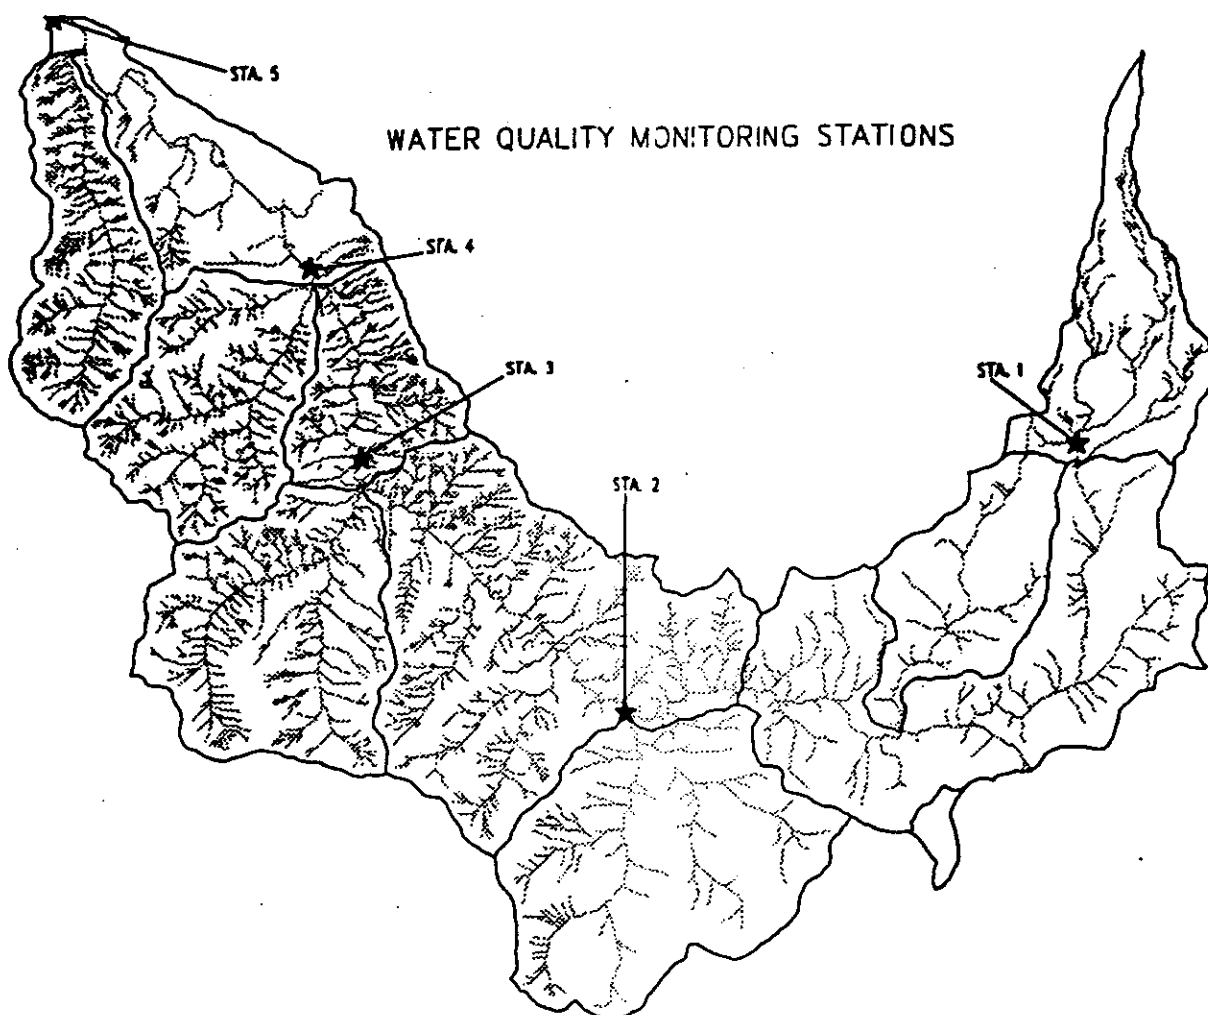 STA. 5
WATER QUALITY MONITORING STATIONS
STA. 4
STA. 3
STA. 1
STA. 2